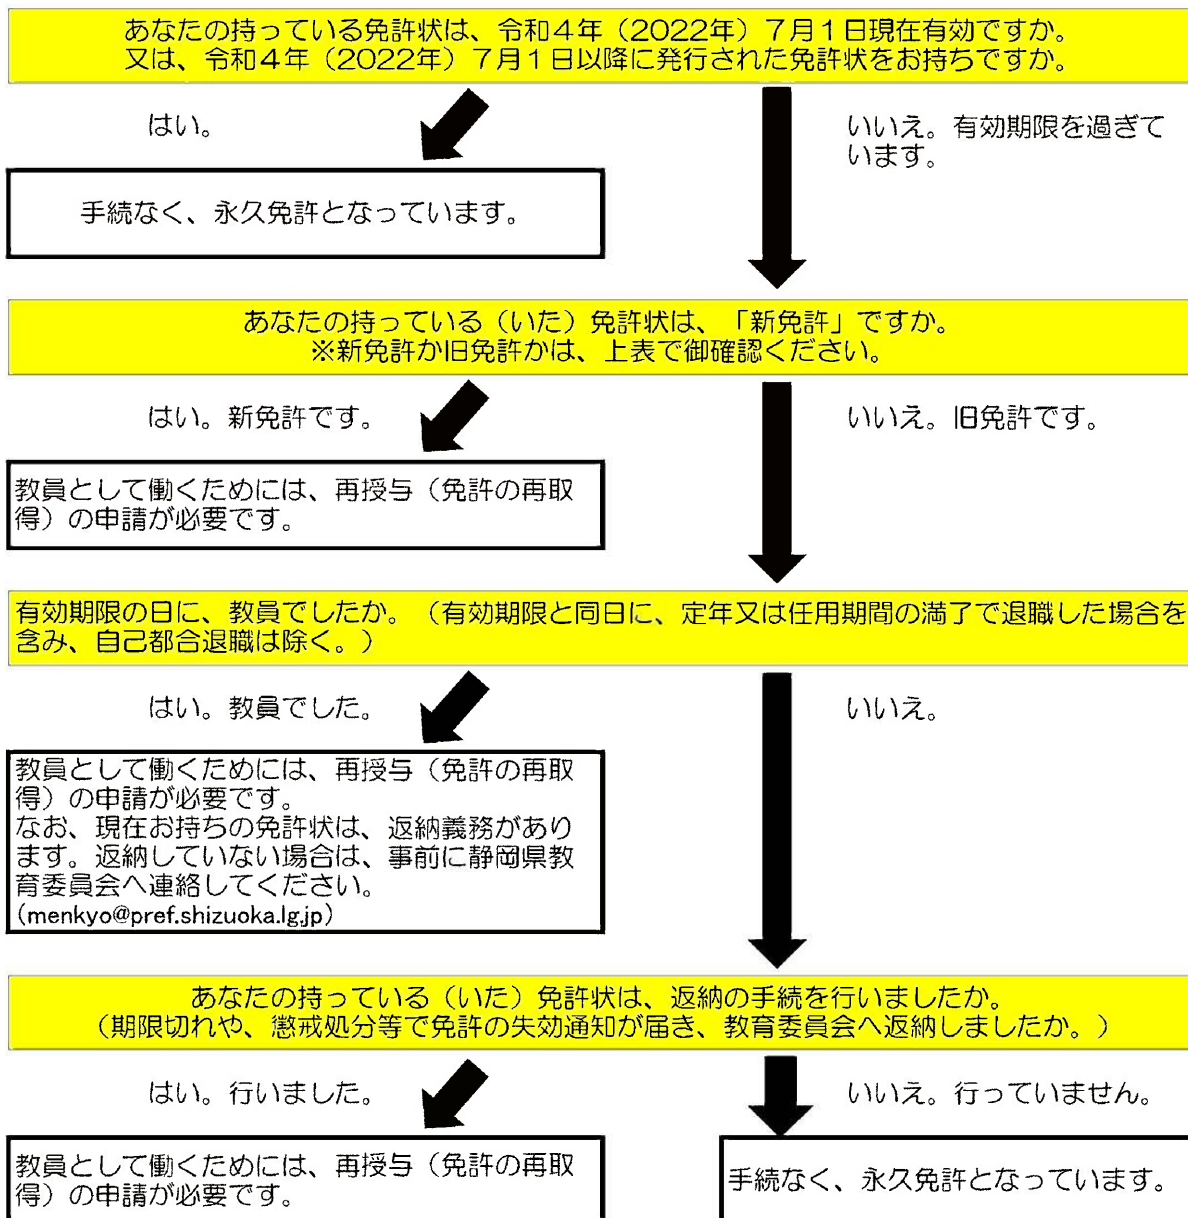 あなたの持っている免許状は、令和４年（2022年）７月１日現在有効ですか。
又は、令和４年（2022年）７月１日以降に発行された免許状をお持ちですか。
はい。
いいえ。有効期限を過ぎて
います。
手続なく、永久免許となっています。
あなたの持っている（いた）免許状は、「新免許」ですか。
※新免許か旧免許かは、上表で御確認ください。
はい。新免許です。
いいえ。旧免許です。
教員として働くためには、再授与（免許の再取
得）の申請が必要です。
有効期限の日に、教員でしたか。（有効期限と同日に、定年又は任用期間の満了で退職した場合を
含み、自己都合退職は除く。）
はい。教員でした。
いいえ。
教員として働くためには、再授与（免許の再取
得）の申請が必要です。
なお、現在お持ちの免許状は、返納義務があり
ます。返納していない場合は、事前に静岡県教
育委員会へ連絡してください。
(menkyo@pref.shizuoka.lg.jp)
あなたの持っている（いた）免許状は、返納の手続を行いましたか。
（期限切れや、懲戒処分等で免許の失効通知が届き、教育委員会へ返納しましたか。）
はい。行いました。
いいえ。行っていません。
教員として働くためには、再授与（免許の再取
得）の申請が必要です。
手続なく、永久免許となっています。